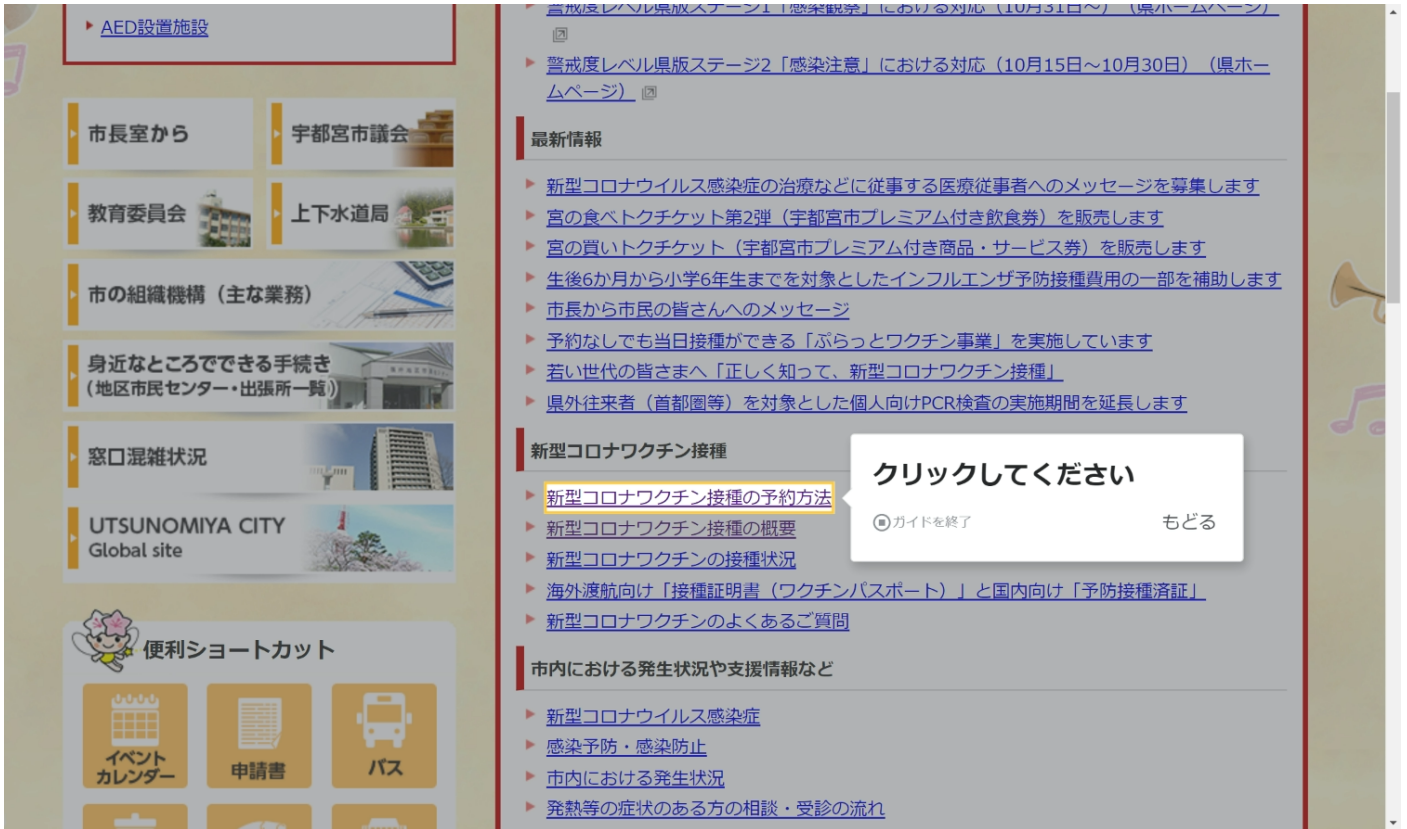 AED設置施設
市長室から
宇都宮市議会
教育委員会
上下水道局
市の組織機構（主な業務）
身近なところでできる手続き
（地区市民センター・出張所一覧）
窓口混雑状況
UTSUNOMIYA CITY
Global site
便利ショートカット
イベント
カレンダー
申請書
バス
警戒度レベル県版ステージ1「感染観察」における対応（10月31日～）（県ホームページ）
警戒度レベル県版ステージ2「感染注意」における対応（10月15日～10月30日）（県ホー
ムページ）
最新情報
新型コロナウイルス感染症の治療などに従事する医療従事者へのメッセージを募集します
宮の食べトクチケット第2弾（宇都宮市プレミアム付き飲食券）を販売します
宮の買いトクチケット（宇都宮市プレミアム付き商品・サービス券）を販売します
生後6か月から小学6年生までを対象としたインフルエンザ予防接種費用の一部を補助します
市長から市民の皆さんへのメッセージ
予約なしでも当日接種ができる「ぷらっとワクチン事業」を実施しています
若い世代の皆さまへ「正しく知って、新型コロナワクチン接種」
県外往来者（首都圏等）を対象とした個人向けPCR検査の実施期間を延長します
新型コロナワクチン接種
新型コロナワクチン接種の予約方法
新型コロナワクチン接種の概要
新型コロナワクチンの接種状況
海外渡航向け「接種証明書（ワクチンパスポート）」と国内向け「予防接種済証」
新型コロナワクチンのよくあるご質問
クリックしてください
ガイドを終了
もどる
市内における発生状況や支援情報など
新型コロナウイルス感染症
感染予防・感染防止
市内における発生状況
発熱等の症状のある方の相談・受診の流れ